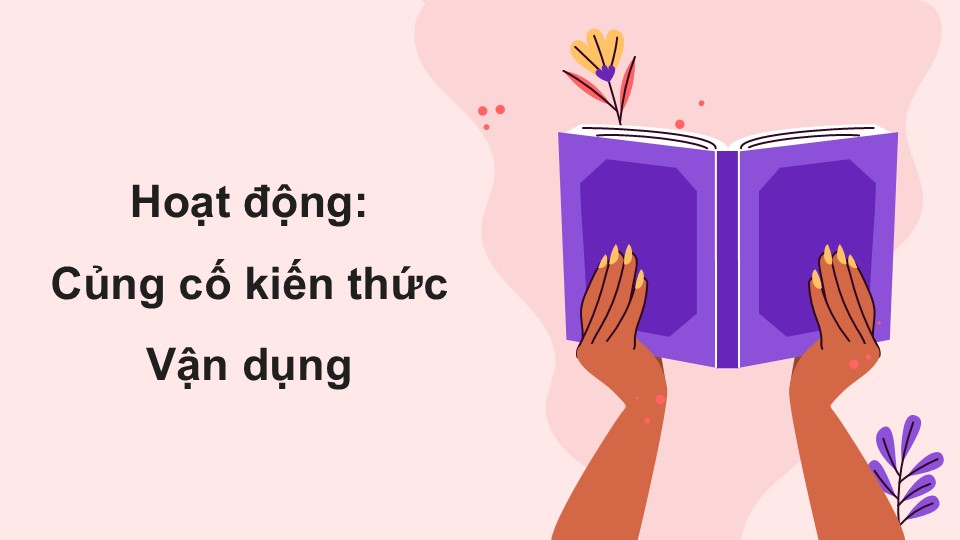 Hoạt động:
Củng cố kiến thức
Vận dụng